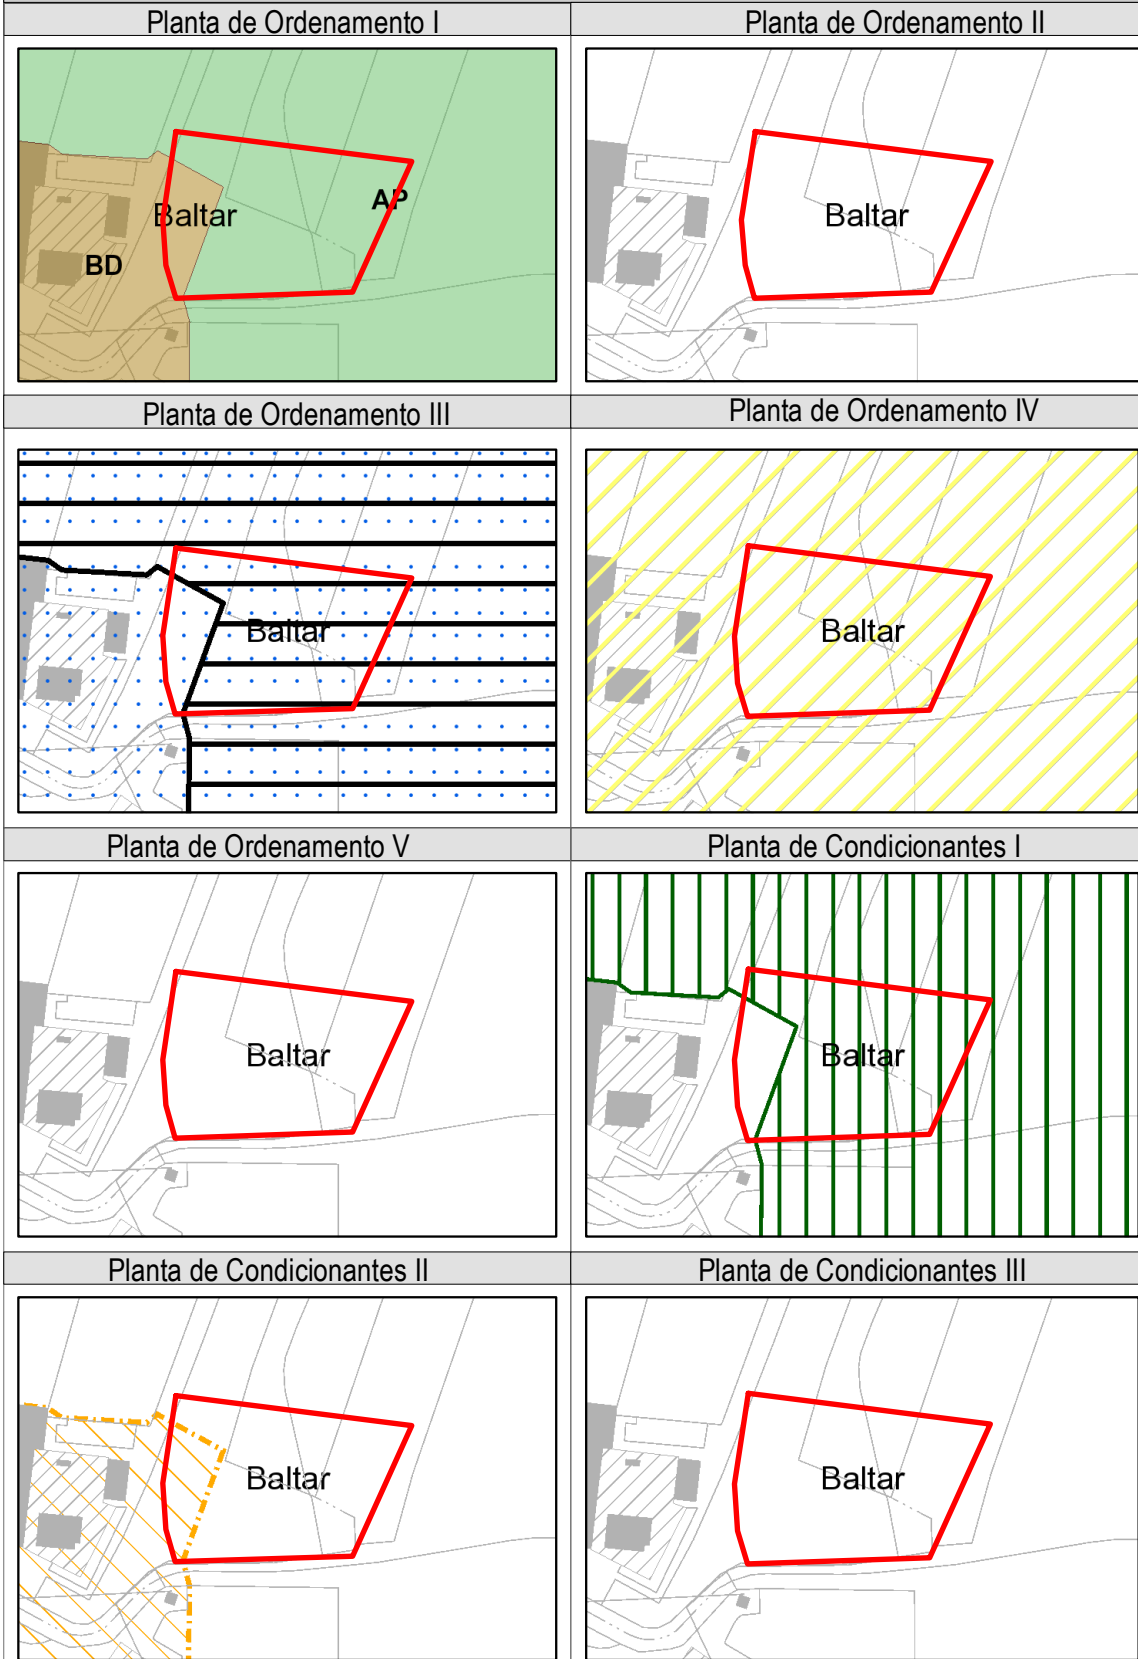 Planta de Ordenamento I
Planta de Ordenamento II
Baltar
AP
BD
Baltar
Planta de Ordenamento III
Planta de Ordenamento IV
Baltar
Baltar
Planta de Ordenamento V
Planta de Condicionantes I
Baltar
Baltar
Planta de Condicionantes II
Planta de Condicionantes III
Baltar
Baltar